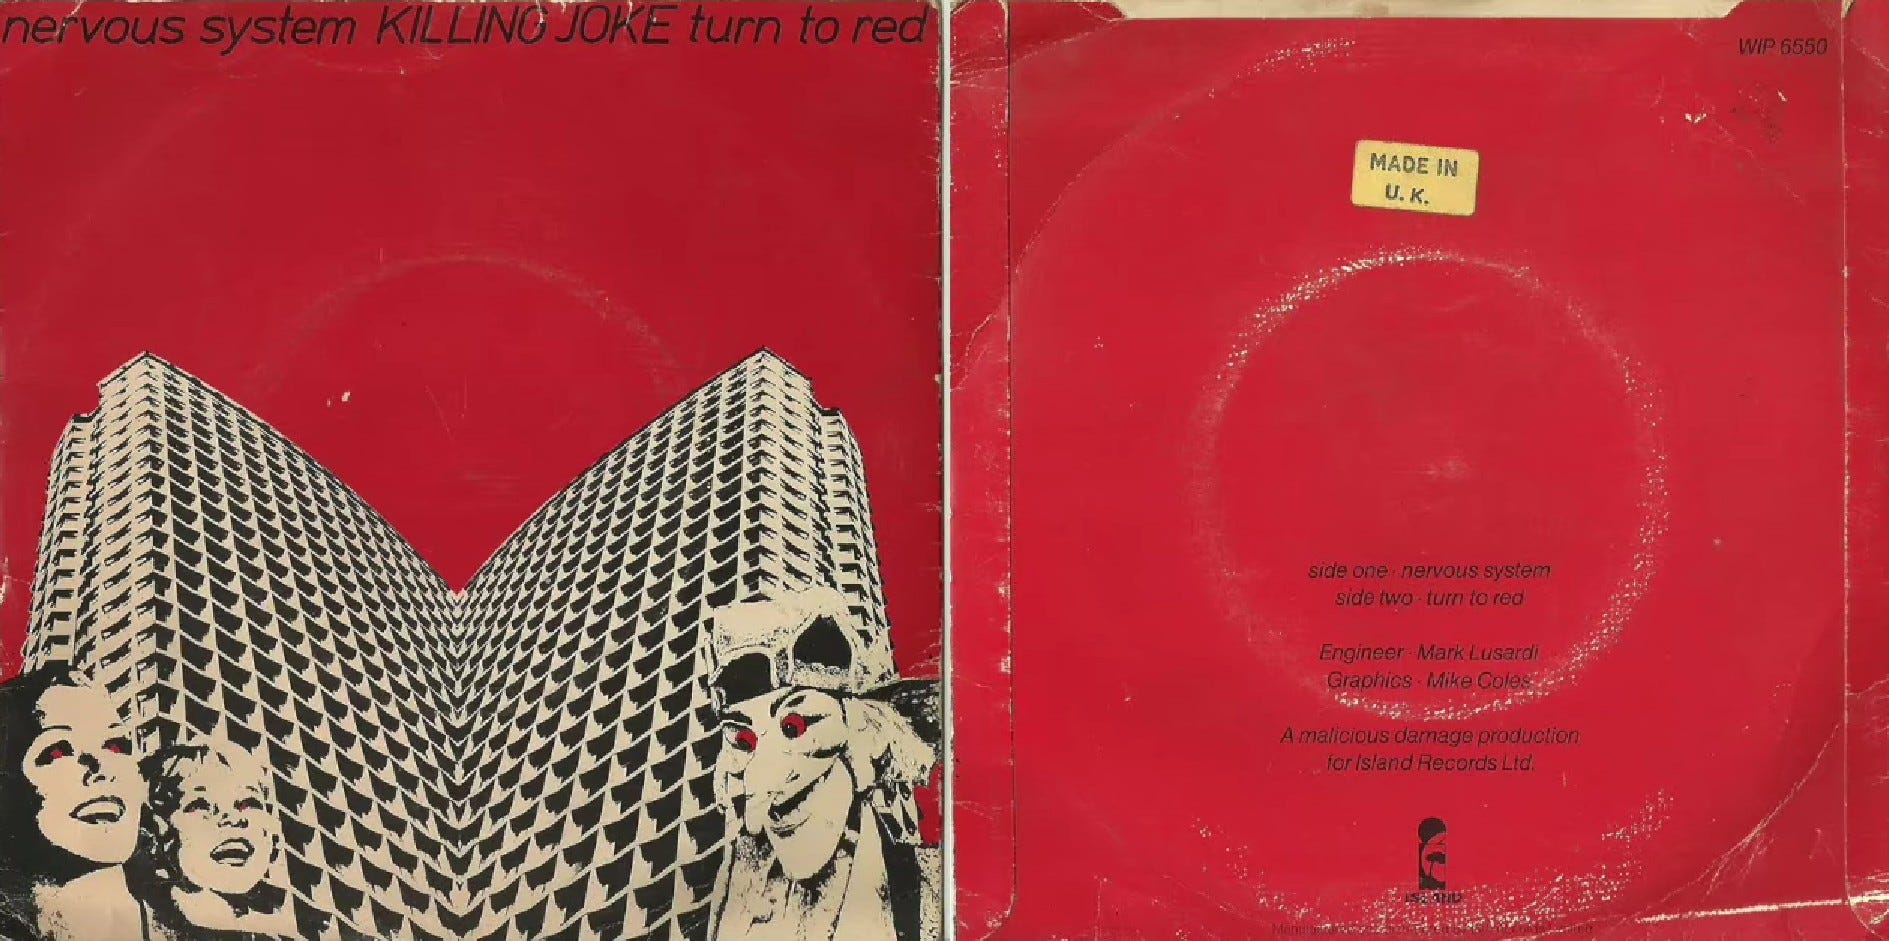 nervous system KILLING JOKE turn to red
WIP 6550
MADE IN
U. K.
side one · nervous system
side two · turn to red
Engineer · Mark Lusardi
Graphics · Mike Coles
A malicious damage production
for Island Records Ltd.
ISLAND